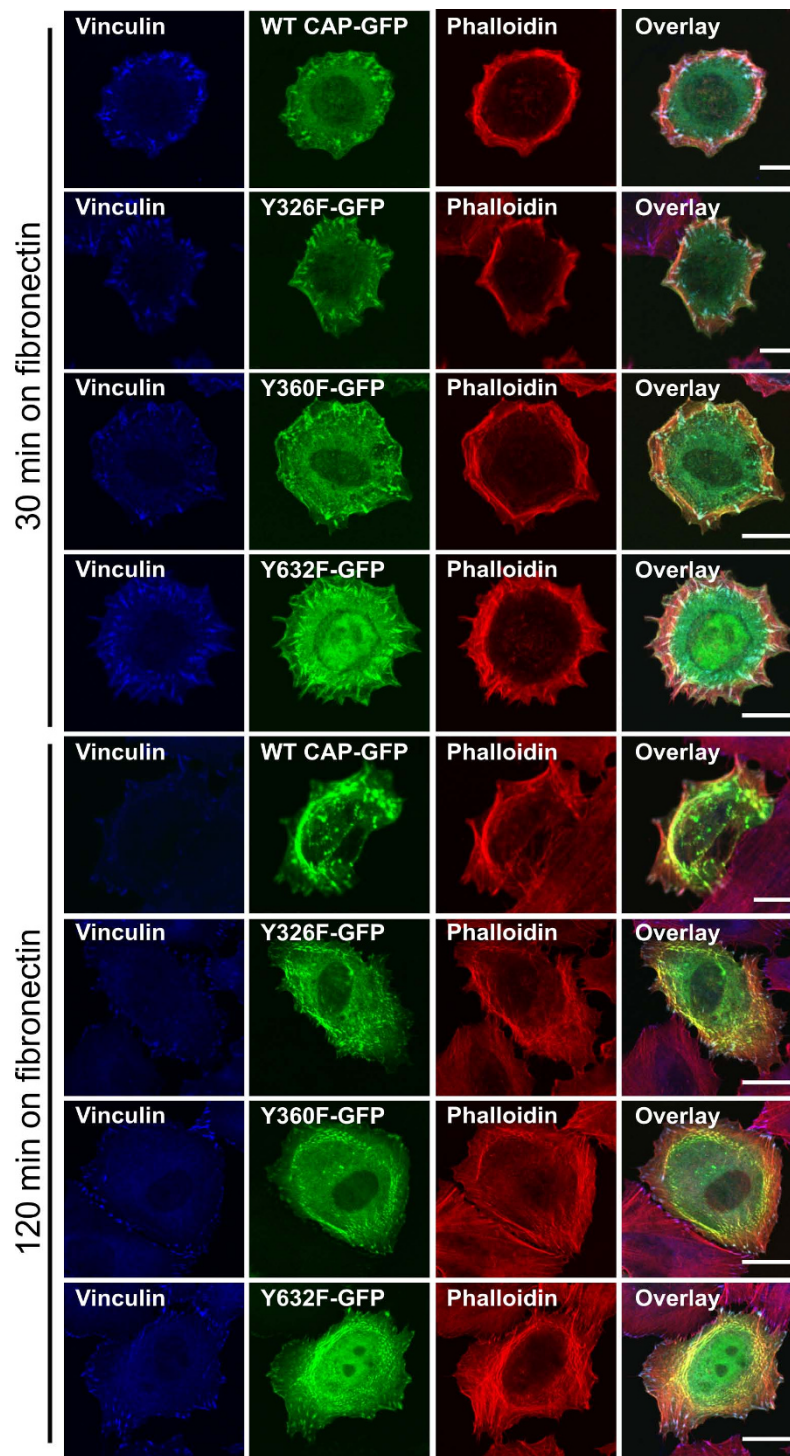 30 min on fibronectin
Vinculin WT CAP-GFP Phalloidin Overlay
Vinculin Y326F-GFP Phalloidin Overlay
Vinculin Y360F-GFP Phalloidin Overlay
Vinculin Y632F-GFP Phalloidin Overlay
120 min on fibronectin
Vinculin WT CAP-GFP Phalloidin Overlay
Vinculin Y326F-GFP Phalloidin Overlay
Vinculin Y360F-GFP Phalloidin Overlay
Vinculin Y632F-GFP Phalloidin Overlay